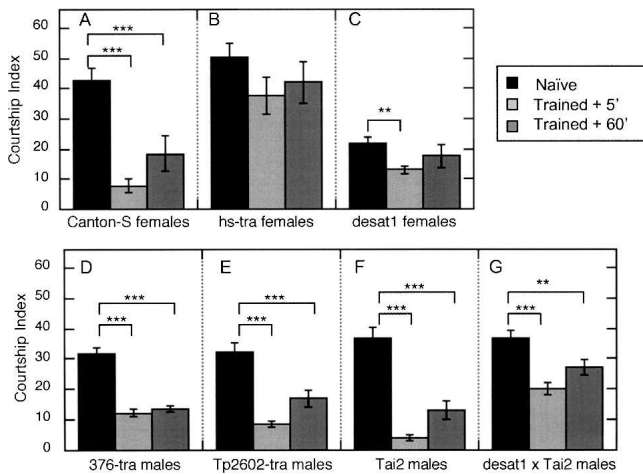 A
B
C
60
50
40
30
20
10
0
Courtship Index
***
***
**
Canton-S females
hs-tra females
desat1 females
Naïve
Trained + 5'
Trained + 60'
D
E
F
G
60
50
40
30
20
10
0
Courtship Index
***
***
***
***
***
***
**
***
376-tra males
Tp2602-tra males
Tai2 males
desat1 x Tai2 males